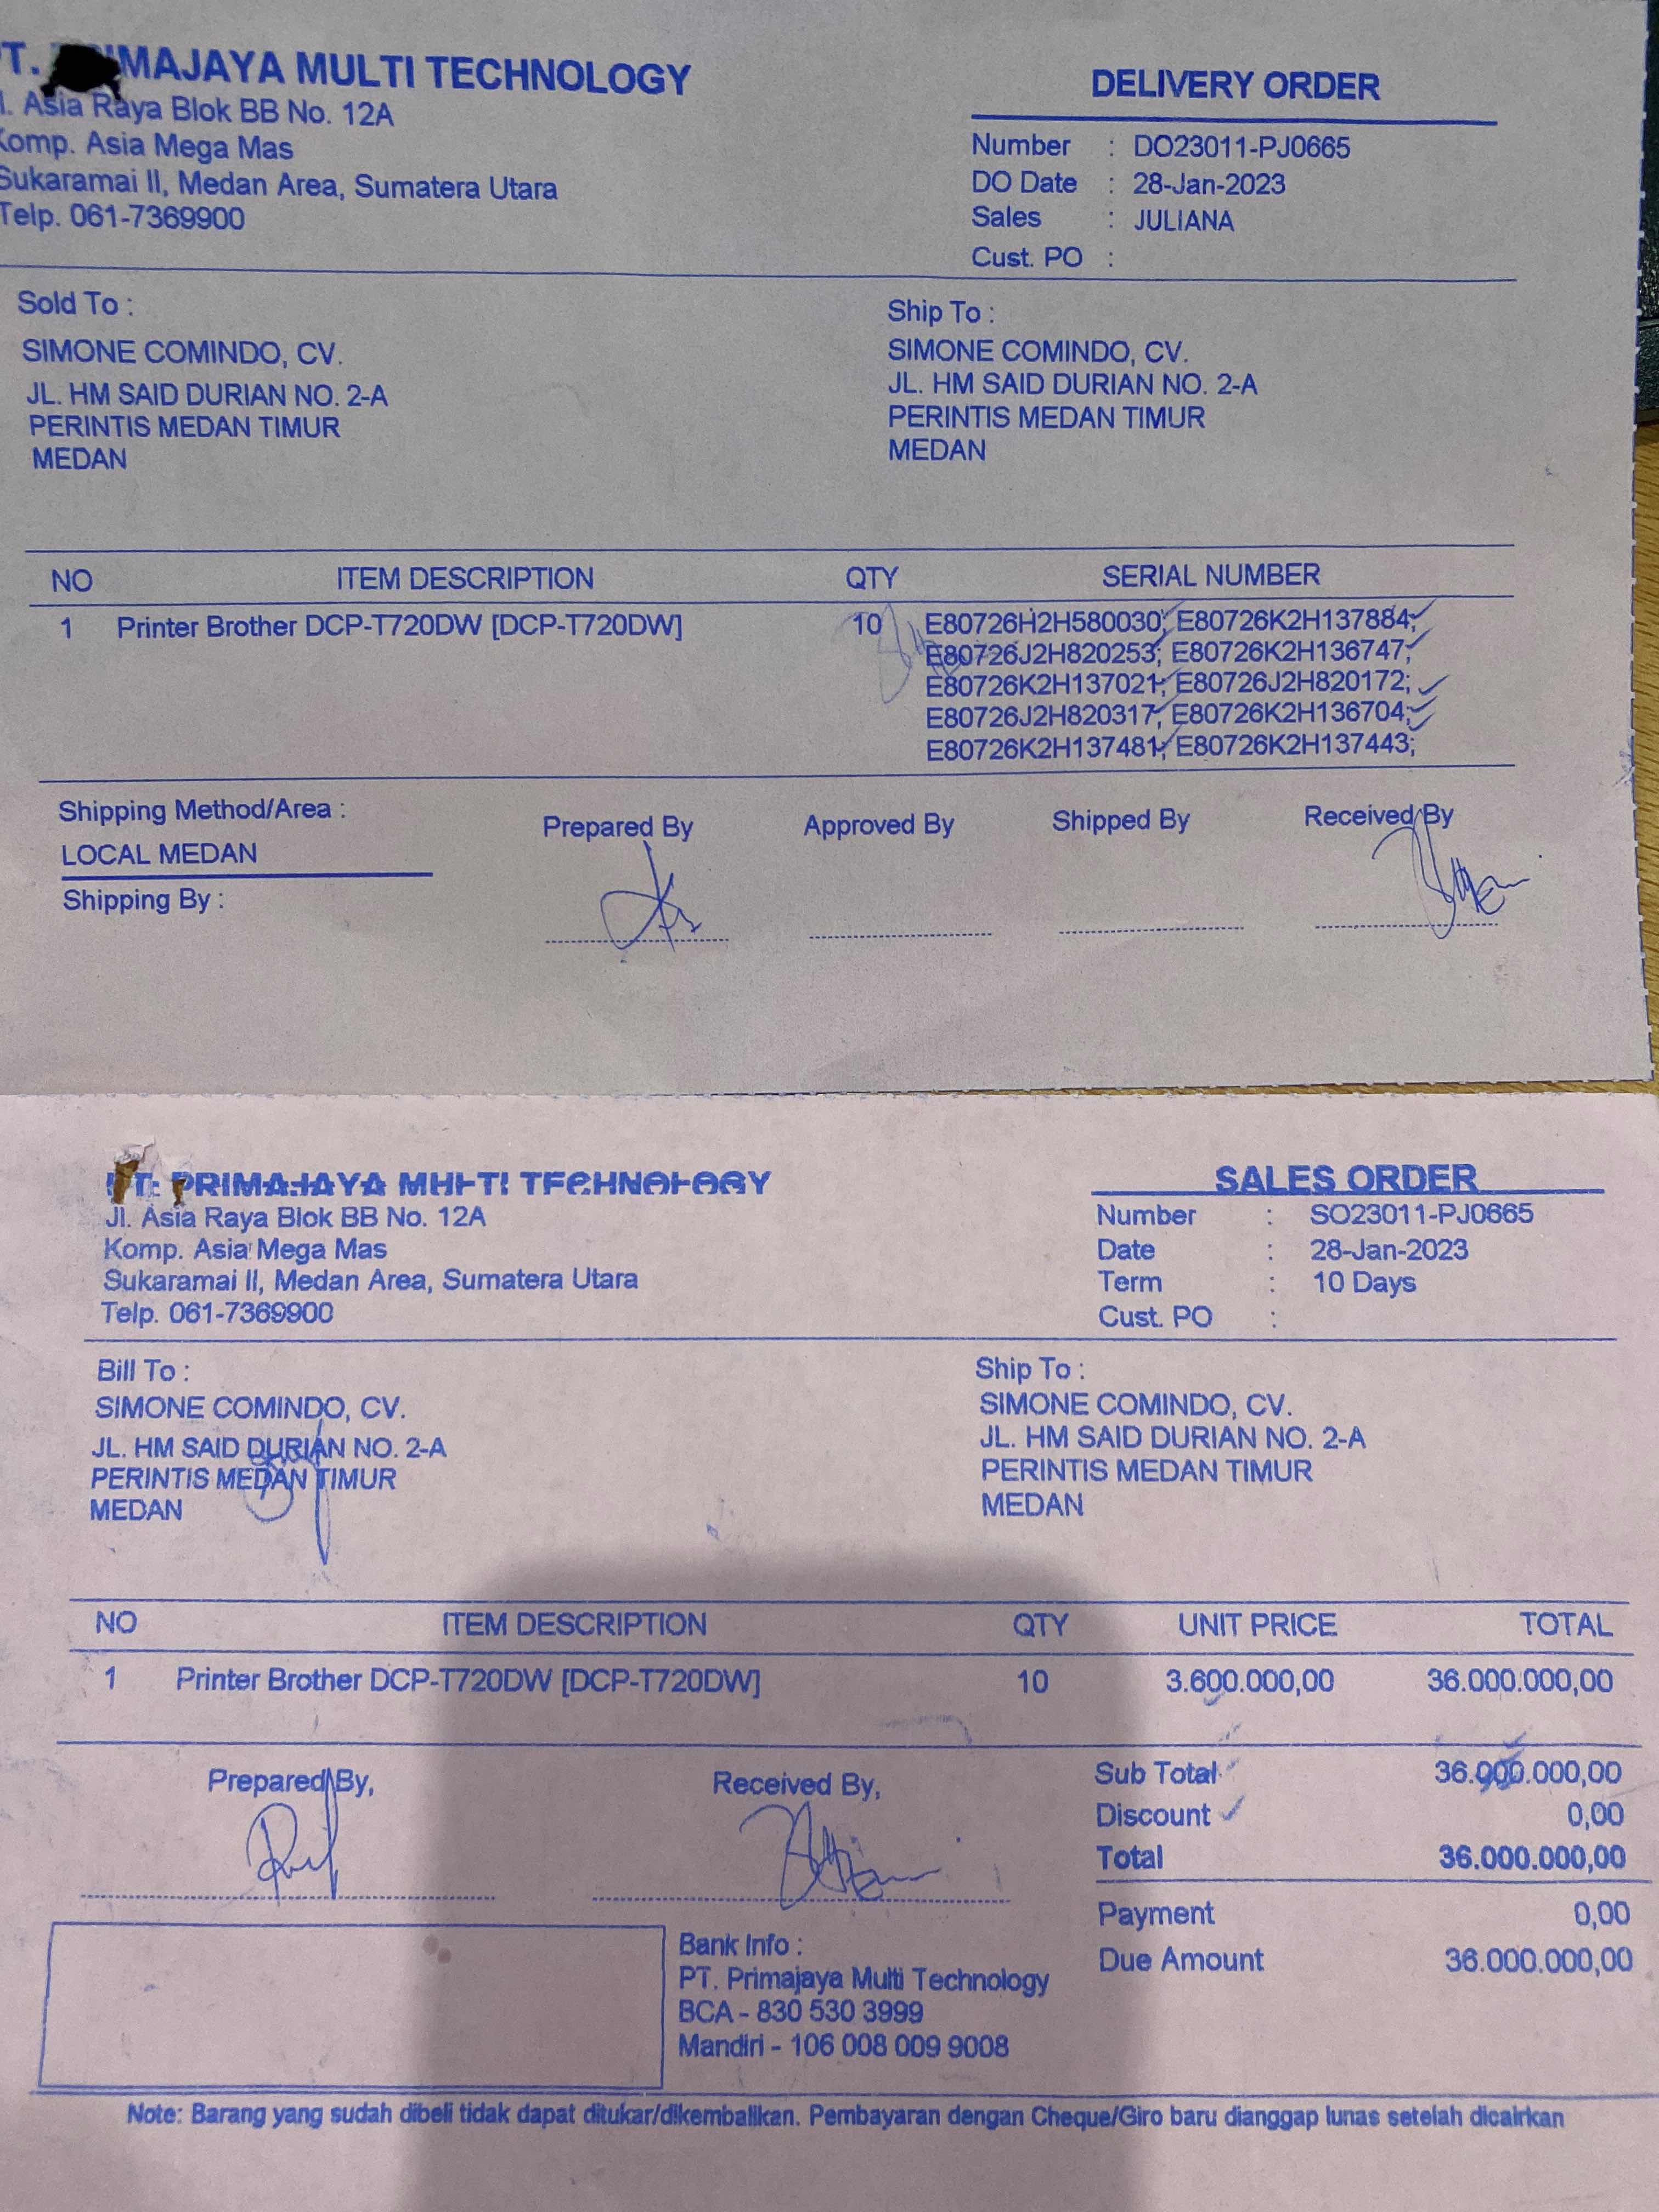 PT. PRIMAJAYA MULTI TECHNOLOGY
Jl. Asia Raya Blok BB No. 12A
Komp. Asia Mega Mas
Sukaramai II, Medan Area, Sumatera Utara
Telp. 061-7369900
DELIVERY ORDER
Number : DO23011-PJ0665
DO Date : 28-Jan-2023
Sales : JULIANA
Cust. PO :
Sold To :
SIMONE COMINDO, CV.
JL. HM SAID DURIAN NO. 2-A
PERINTIS MEDAN TIMUR
MEDAN
Ship To :
SIMONE COMINDO, CV.
JL. HM SAID DURIAN NO. 2-A
PERINTIS MEDAN TIMUR
MEDAN
NO ITEM DESCRIPTION QTY SERIAL NUMBER
1 Printer Brother DCP-T720DW [DCP-T720DW] 10 E80726H2H580030; E80726K2H137884;
E80726J2H820253; E80726K2H136747;
E80726K2H137021; E80726J2H820172;
E80726J2H820317; E80726K2H136704;
E80726K2H137481; E80726K2H137443;
Shipping Method/Area :
LOCAL MEDAN
Shipping By :
Prepared By Approved By Shipped By Received By
PT. PRIMAJAYA MULTI TECHNOLOGY
Jl. Asia Raya Blok BB No. 12A
Komp. Asia Mega Mas
Sukaramai II, Medan Area, Sumatera Utara
Telp. 061-7369900
SALES ORDER
Number : SO23011-PJ0665
Date : 28-Jan-2023
Term : 10 Days
Cust. PO :
Bill To :
SIMONE COMINDO, CV.
JL. HM SAID DURIAN NO. 2-A
PERINTIS MEDAN TIMUR
MEDAN
Ship To :
SIMONE COMINDO, CV.
JL. HM SAID DURIAN NO. 2-A
PERINTIS MEDAN TIMUR
MEDAN
NO ITEM DESCRIPTION QTY UNIT PRICE TOTAL
1 Printer Brother DCP-T720DW [DCP-T720DW] 10 3.600.000,00 36.000.000,00
Prepared By, Received By,
Sub Total 36.000.000,00
Discount 0,00
Total 36.000.000,00
Payment 0,00
Due Amount 36.000.000,00
Bank Info :
PT. Primajaya Multi Technology
BCA - 830 530 3999
Mandiri - 106 008 009 9008
Note: Barang yang sudah dibeli tidak dapat ditukar/dikembalikan. Pembayaran dengan Cheque/Giro baru dianggap lunas setelah dicairkan